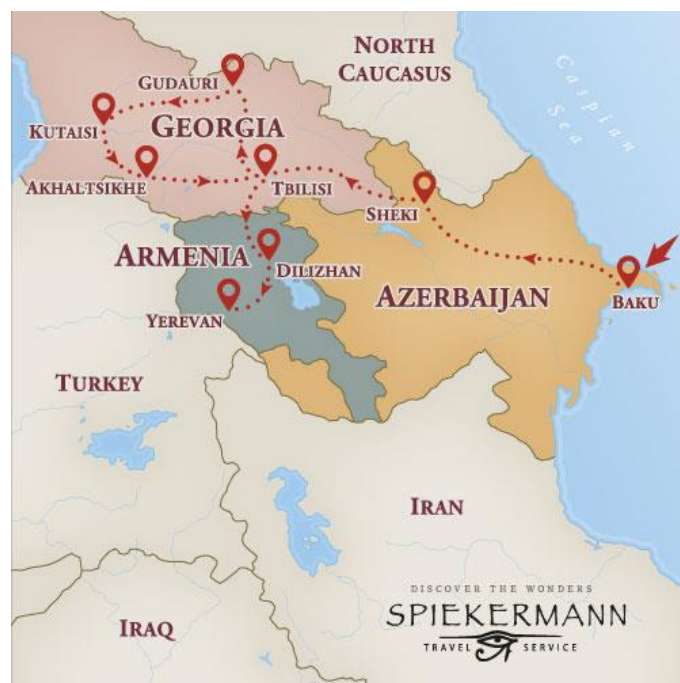 NORTH
CAUCASUS
Caspian
Sea
GUDAURI
KUTAISI
GEORGIA
AKHALTSIKHE
TBILISI
SHEKI
ARMENIA
DILIZHAN
AZERBAIJAN
BAKU
YEREVAN
TURKEY
IRAN
IRAQ
DISCOVER THE WONDERS
SPIEKERMANN
TRAVEL SERVICE